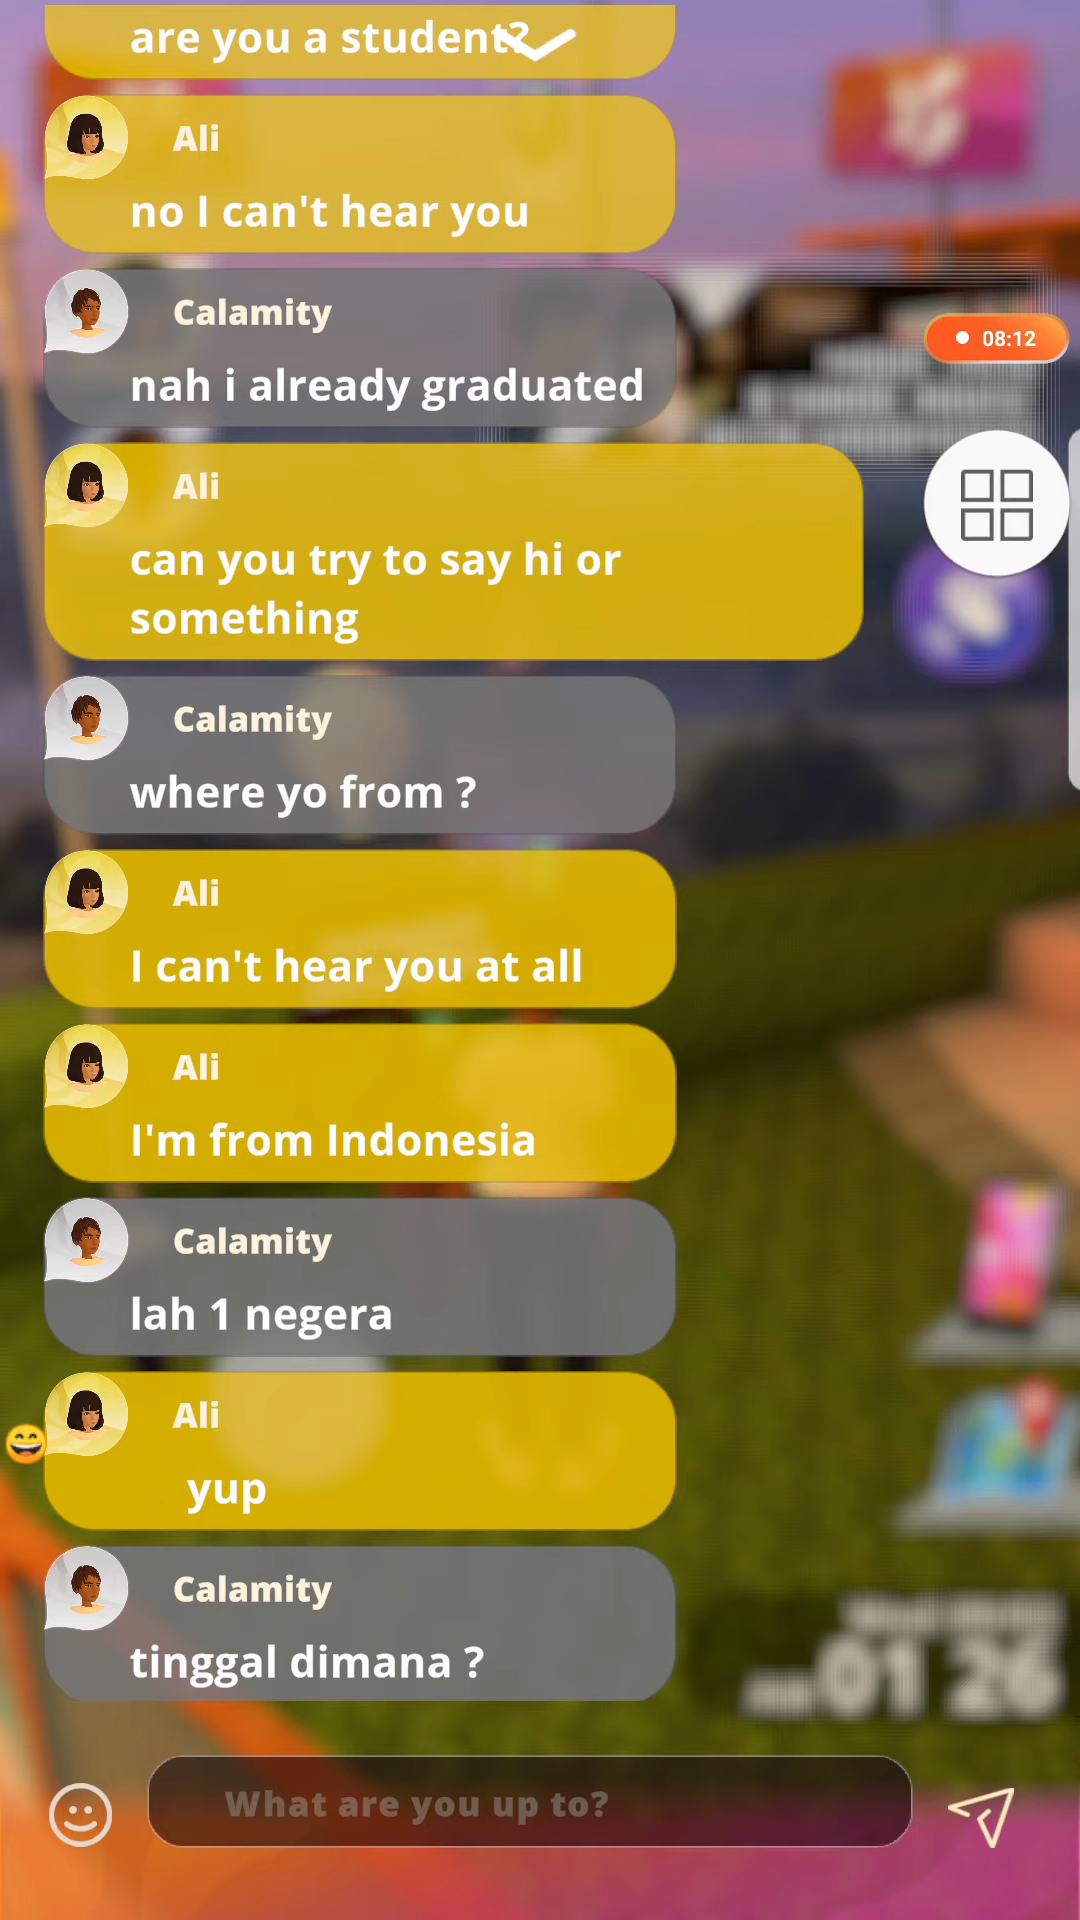 are you a student?
Ali
no I can't hear you
Calamity
nah i already graduated
08:12
Ali
can you try to say hi or
something
Calamity
where yo from ?
Ali
I can't hear you at all
Ali
I'm from Indonesia
Calamity
lah 1 negera
Ali
yup
Calamity
tinggal dimana ?
01 26
What are you up to?